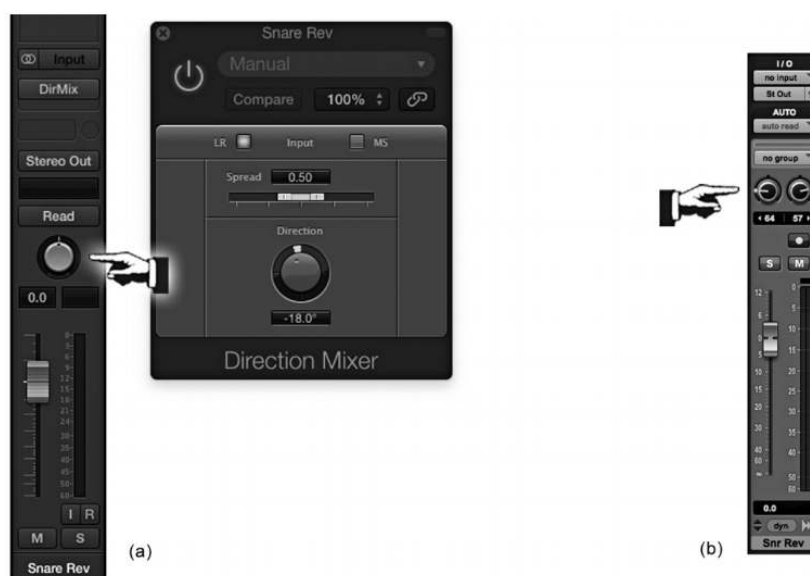 Input
DirMix
Stereo Out
Read
0.0
I R
M S
Snare Rev
(a)
Snare Rev
Manual
Compare 100%
LR Input MS
Spread 0.50
Direction
-18.0°
Direction Mixer
I/O
no input
St Out
AUTO
auto read
no group
64 57
S M
0.0
dyn
Snr Rev
(b)